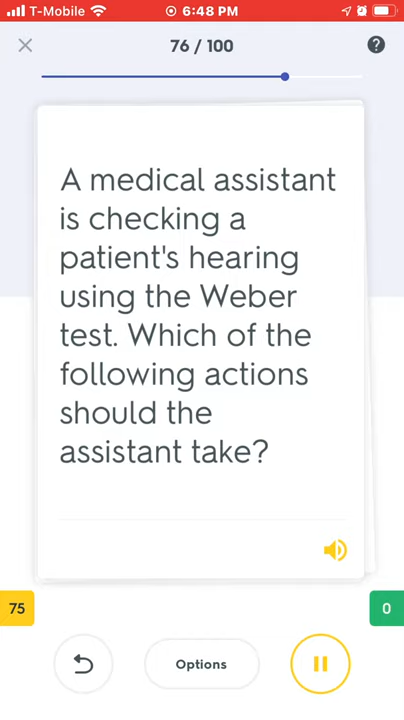 T-Mobile 6:48 PM
76 / 100
?
A medical assistant
is checking a
patient's hearing
using the Weber
test. Which of the
following actions
should the
assistant take?
75
0
Options